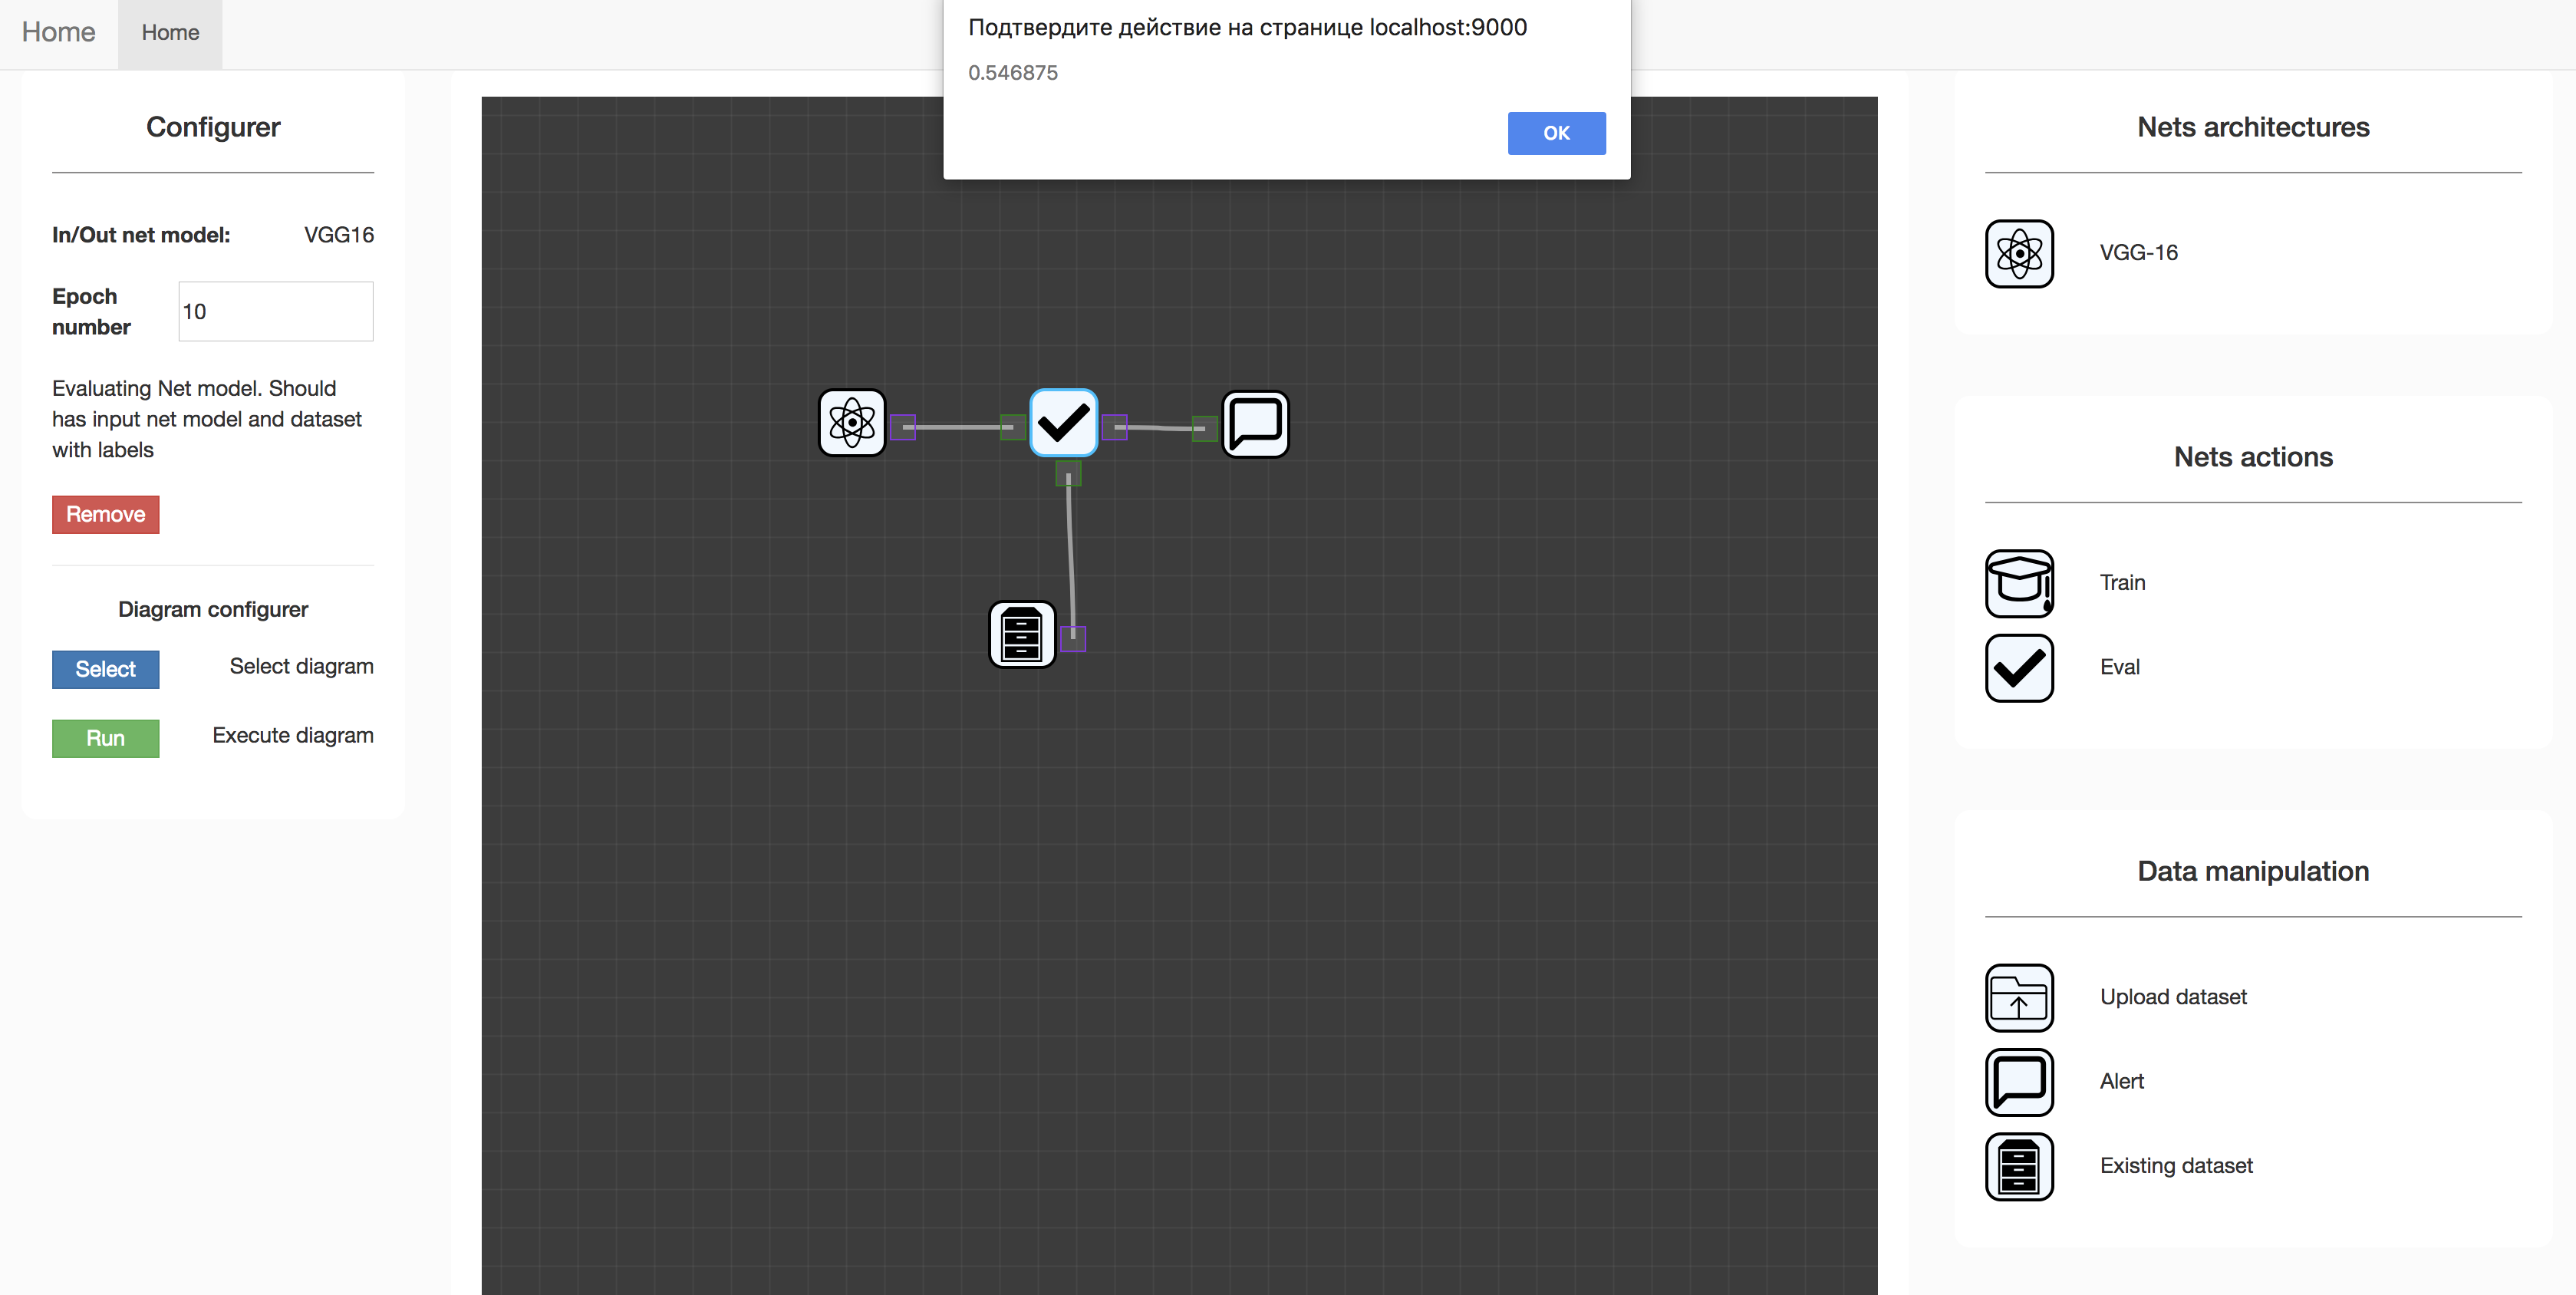 Home
Home
Подтвердите действие на странице localhost:9000
0.546875
OK
Configurer
In/Out net model:
VGG16
Epoch
number
10
Evaluating Net model. Should
has input net model and dataset
with labels
Remove
Diagram configurer
Select
Select diagram
Run
Execute diagram
Nets architectures
VGG-16
Nets actions
Train
Eval
Data manipulation
Upload dataset
Alert
Existing dataset